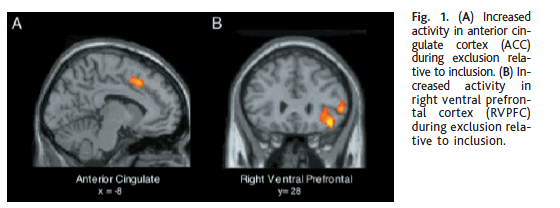 A
B
Anterior Cingulate
x = -8
Right Ventral Prefrontal
y= 28
Fig. 1. (A) Increased
activity in anterior cin-
gulate cortex (ACC)
during exclusion rela-
tive to inclusion. (B) In-
creased activity in
right ventral prefron-
tal cortex (RVPFC)
during exclusion rela-
tive to inclusion.